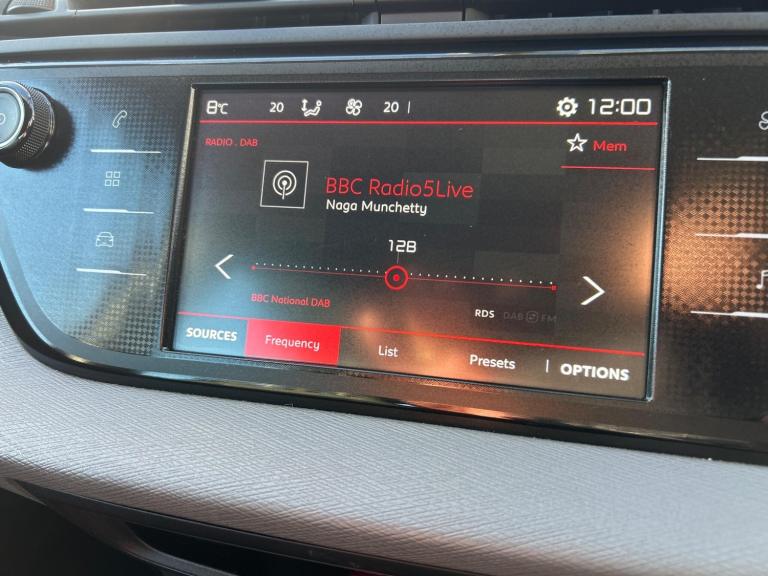 8°C 20 20 12:00
RADIO . DAB
Mem
BBC Radio5Live
Naga Munchetty
12B
BBC National DAB
RDS DAB FM
SOURCES Frequency List Presets OPTIONS